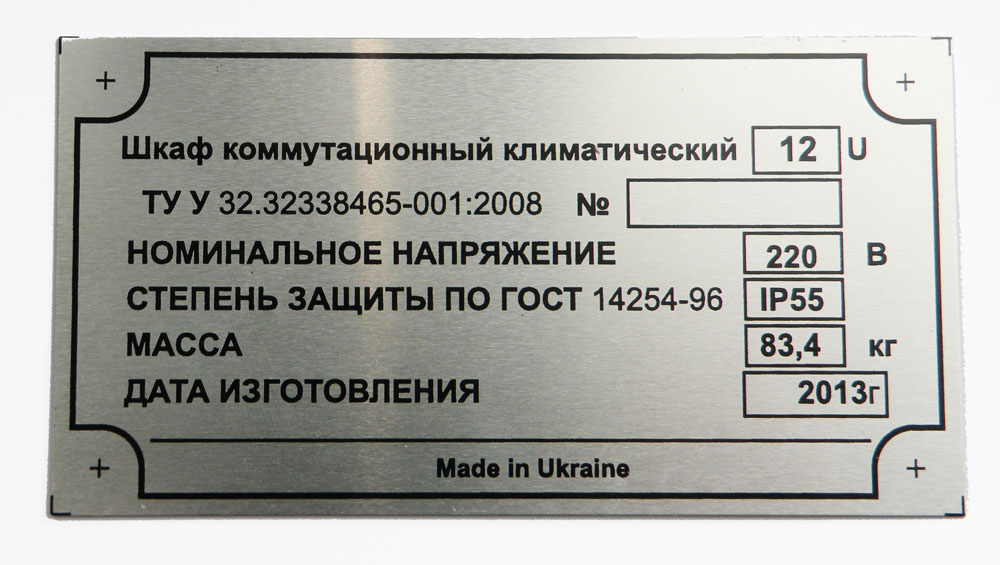 Шкаф коммутационный климатический 12 U
ТУ У 32.32338465-001:2008 №
НОМИНАЛЬНОЕ НАПРЯЖЕНИЕ 220 В
СТЕПЕНЬ ЗАЩИТЫ ПО ГОСТ 14254-96 IP55
МАССА 83,4 кг
ДАТА ИЗГОТОВЛЕНИЯ 2013г
Made in Ukraine